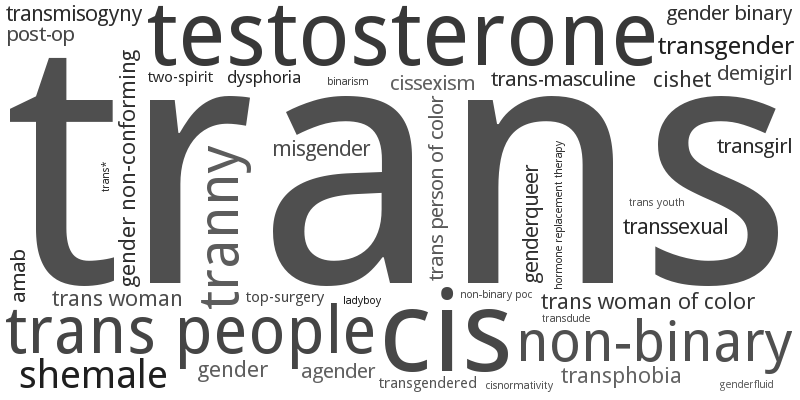 transmisogyny
testosterone
gender binary
post-op
transgender
two-spirit
dysphoria
binarism
cissexism
trans-masculine
cishet
demigirl
trans
gender non-conforming
trans*
tranny
misgender
trans person of color
genderqueer
hormone replacement therapy
transgirl
trans youth
transsexual
amab
trans woman
top-surgery
ladyboy
cis
non-binary poc
trans woman of color
trans people
transdude
non-binary
shemale
gender
agender
transgendered
cisnormativity
transphobia
genderfluid